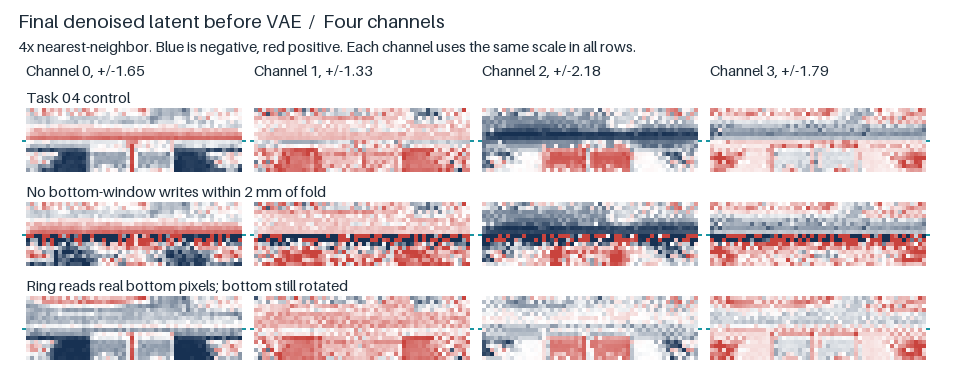 Final denoised latent before VAE / Four channels
4x nearest-neighbor. Blue is negative, red positive. Each channel uses the same scale in all rows.
Channel 0, +/-1.65 Channel 1, +/-1.33 Channel 2, +/-2.18 Channel 3, +/-1.79
Task 04 control
No bottom-window writes within 2 mm of fold
Ring reads real bottom pixels; bottom still rotated